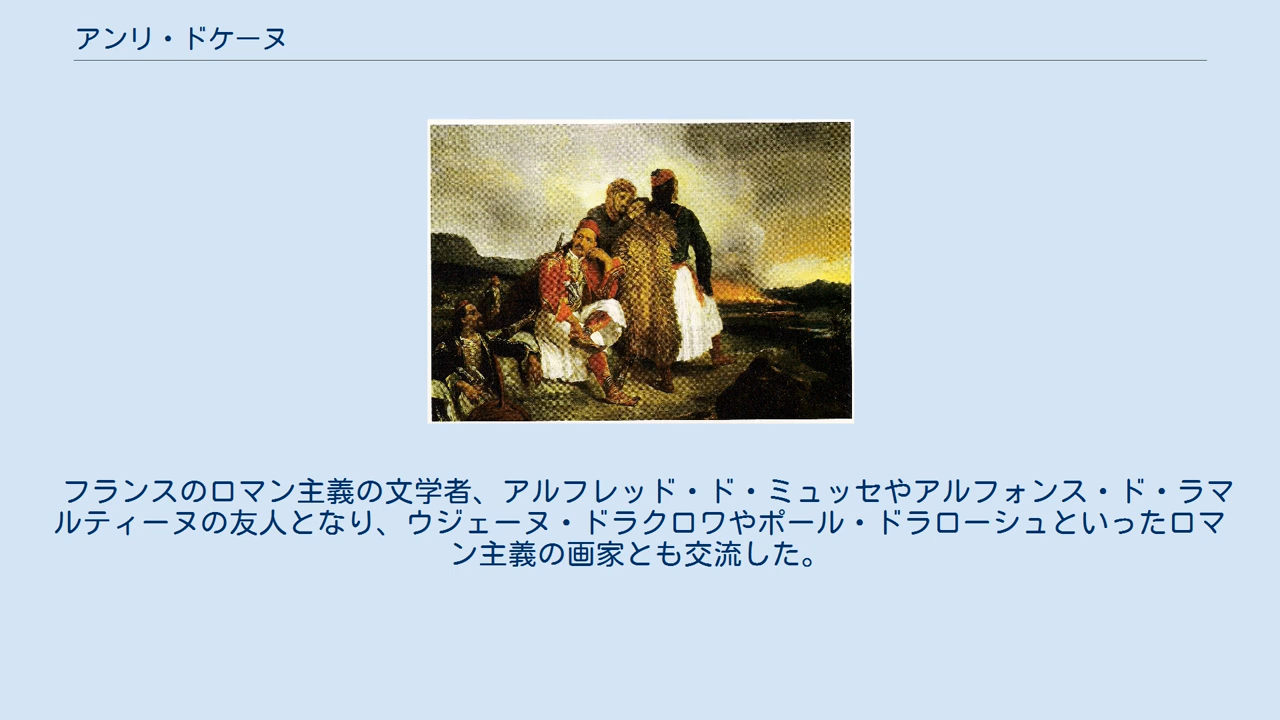 アンリ・ドケーヌ
フランスのロマン主義の文学者、アルフレッド・ド・ミュッセやアルフォンス・ド・ラマ
ルティーヌの友人となり、ウジェーヌ・ドラクロワやポール・ドラローシュといったロマ
ン主義の画家とも交流した。